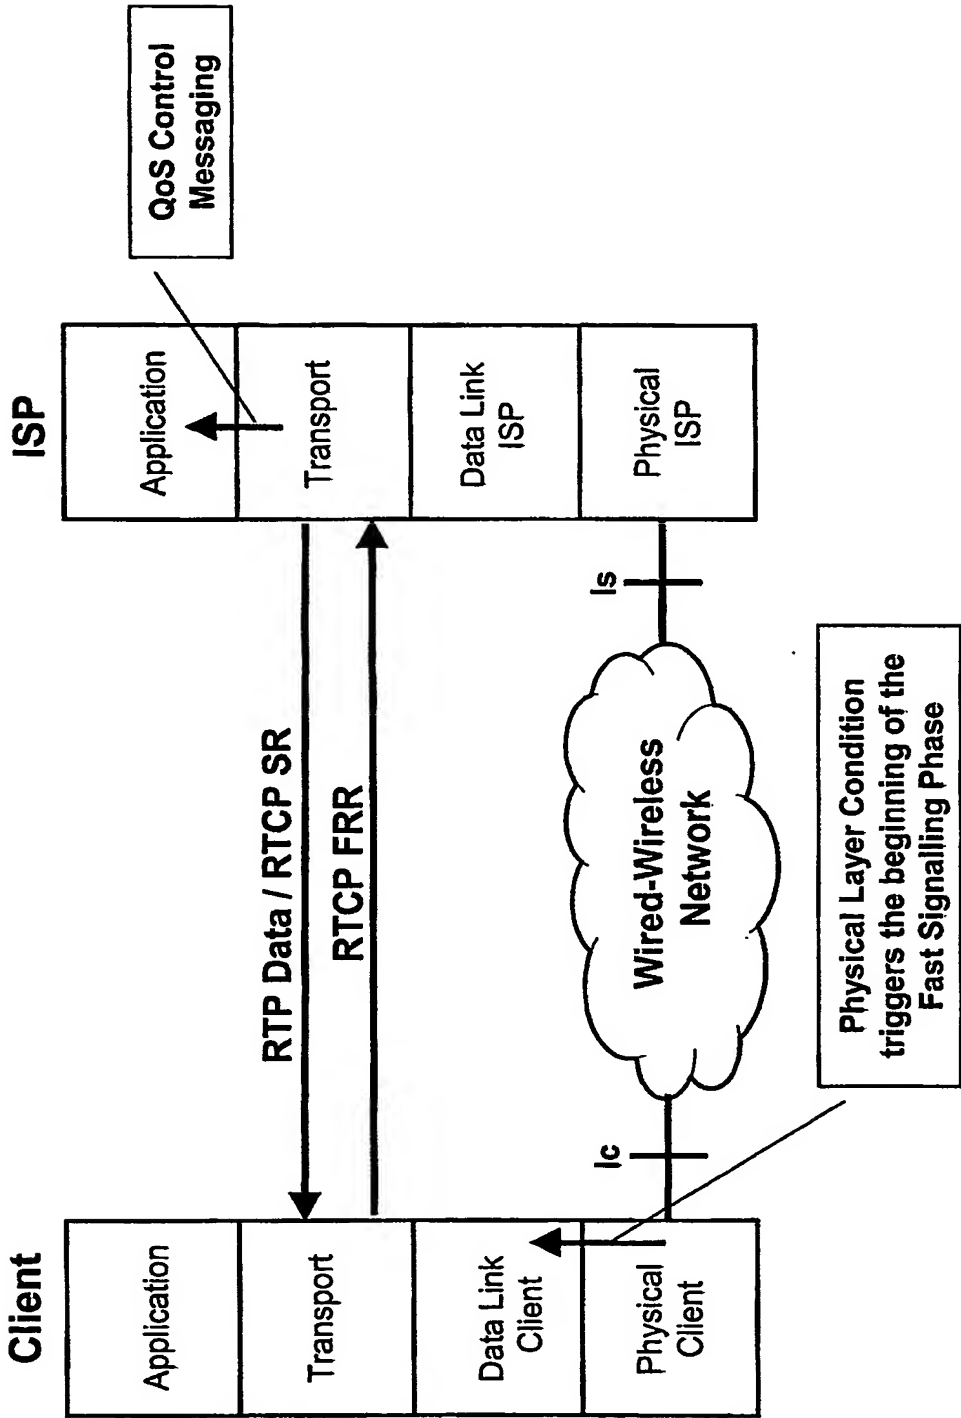 Client
ISP
Application
Transport
Data Link
Client
Physical
Client
RTP Data / RTCP SR
RTCP FRR
Ic
Wired-Wireless
Network
Is
Application
Transport
Data Link
ISP
Physical
ISP
QoS Control
Messaging
Physical Layer Condition
triggers the beginning of the
Fast Signalling Phase